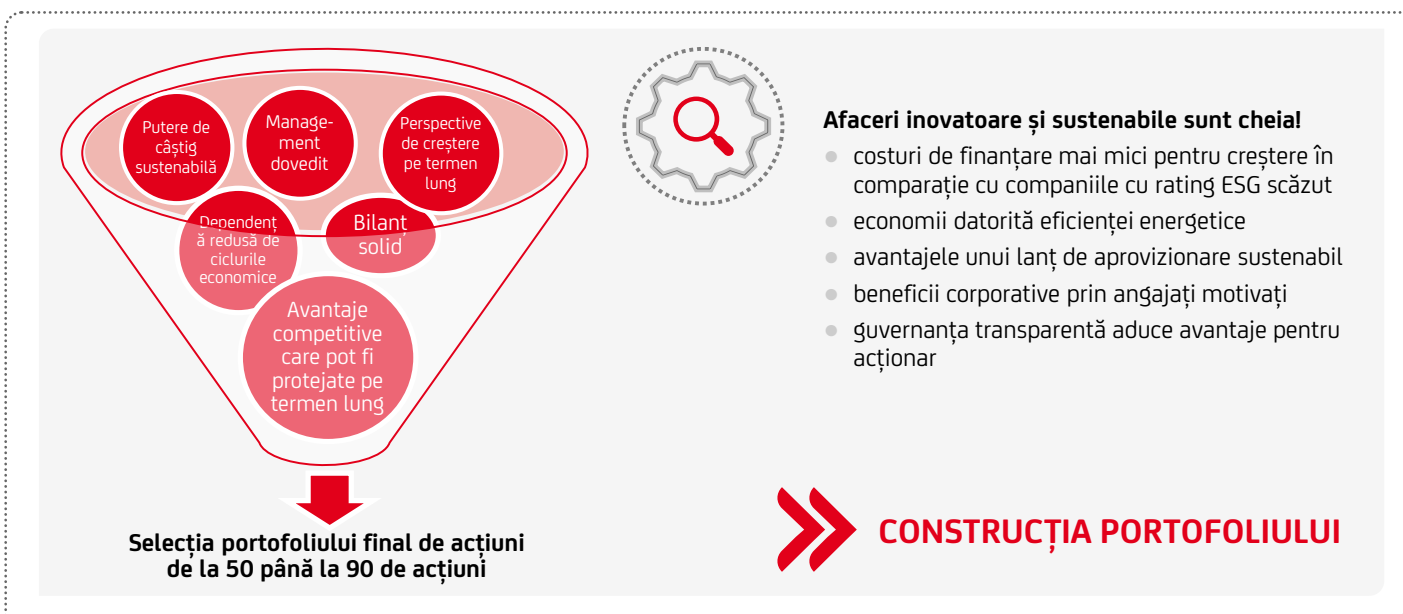 Putere de
câștig
sustenabilă
Manage-
ment
dovedit
Perspective
de creștere
pe termen
lung
Dependenț
ă redusă de
ciclurile
economice
Bilanț
solid
Avantaje
competitive
care pot fi
protejate pe
termen lung
Selecția portofoliului final de acțiuni
de la 50 până la 90 de acțiuni
Afaceri inovatoare și sustenabile sunt cheia!
costuri de finanțare mai mici pentru creștere în
comparație cu companiile cu rating ESG scăzut
economii datorită eficienței energetice
avantajele unui lanț de aprovizionare sustenabil
beneficii corporative prin angajați motivați
guvernanța transparentă aduce avantaje pentru
acționar
CONSTRUCȚIA PORTOFOLIULUI